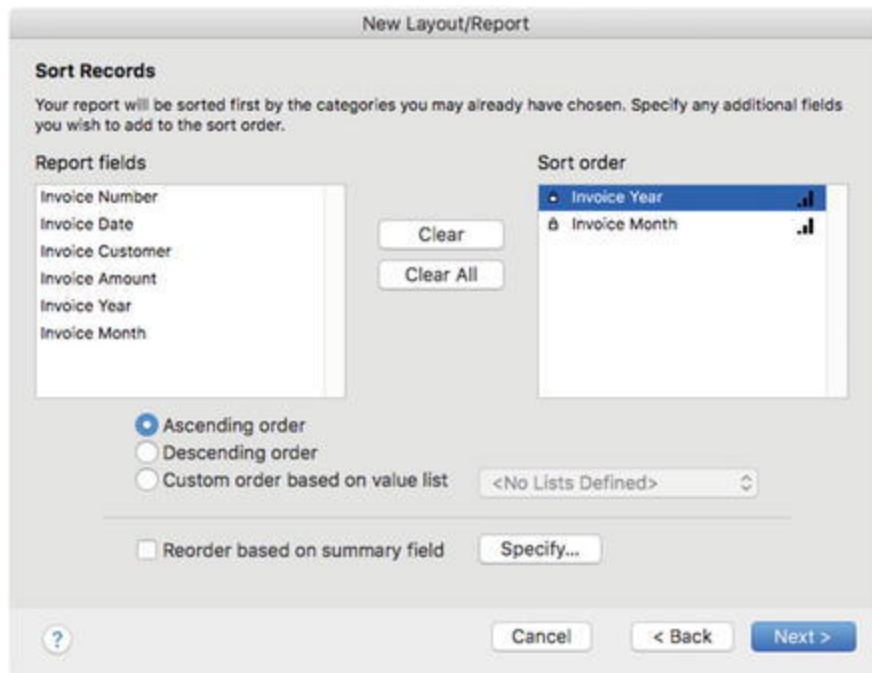 New Layout/Report
Sort Records
Your report will be sorted first by the categories you may already have chosen. Specify any additional fields
you wish to add to the sort order.
Report fields
Sort order
Invoice Number
Invoice Date
Invoice Customer
Invoice Amount
Invoice Year
Invoice Month
Clear
Clear All
Invoice Year
Invoice Month
Ascending order
Descending order
Custom order based on value list
<No Lists Defined>
Reorder based on summary field
Specify...
?
Cancel
< Back
Next >